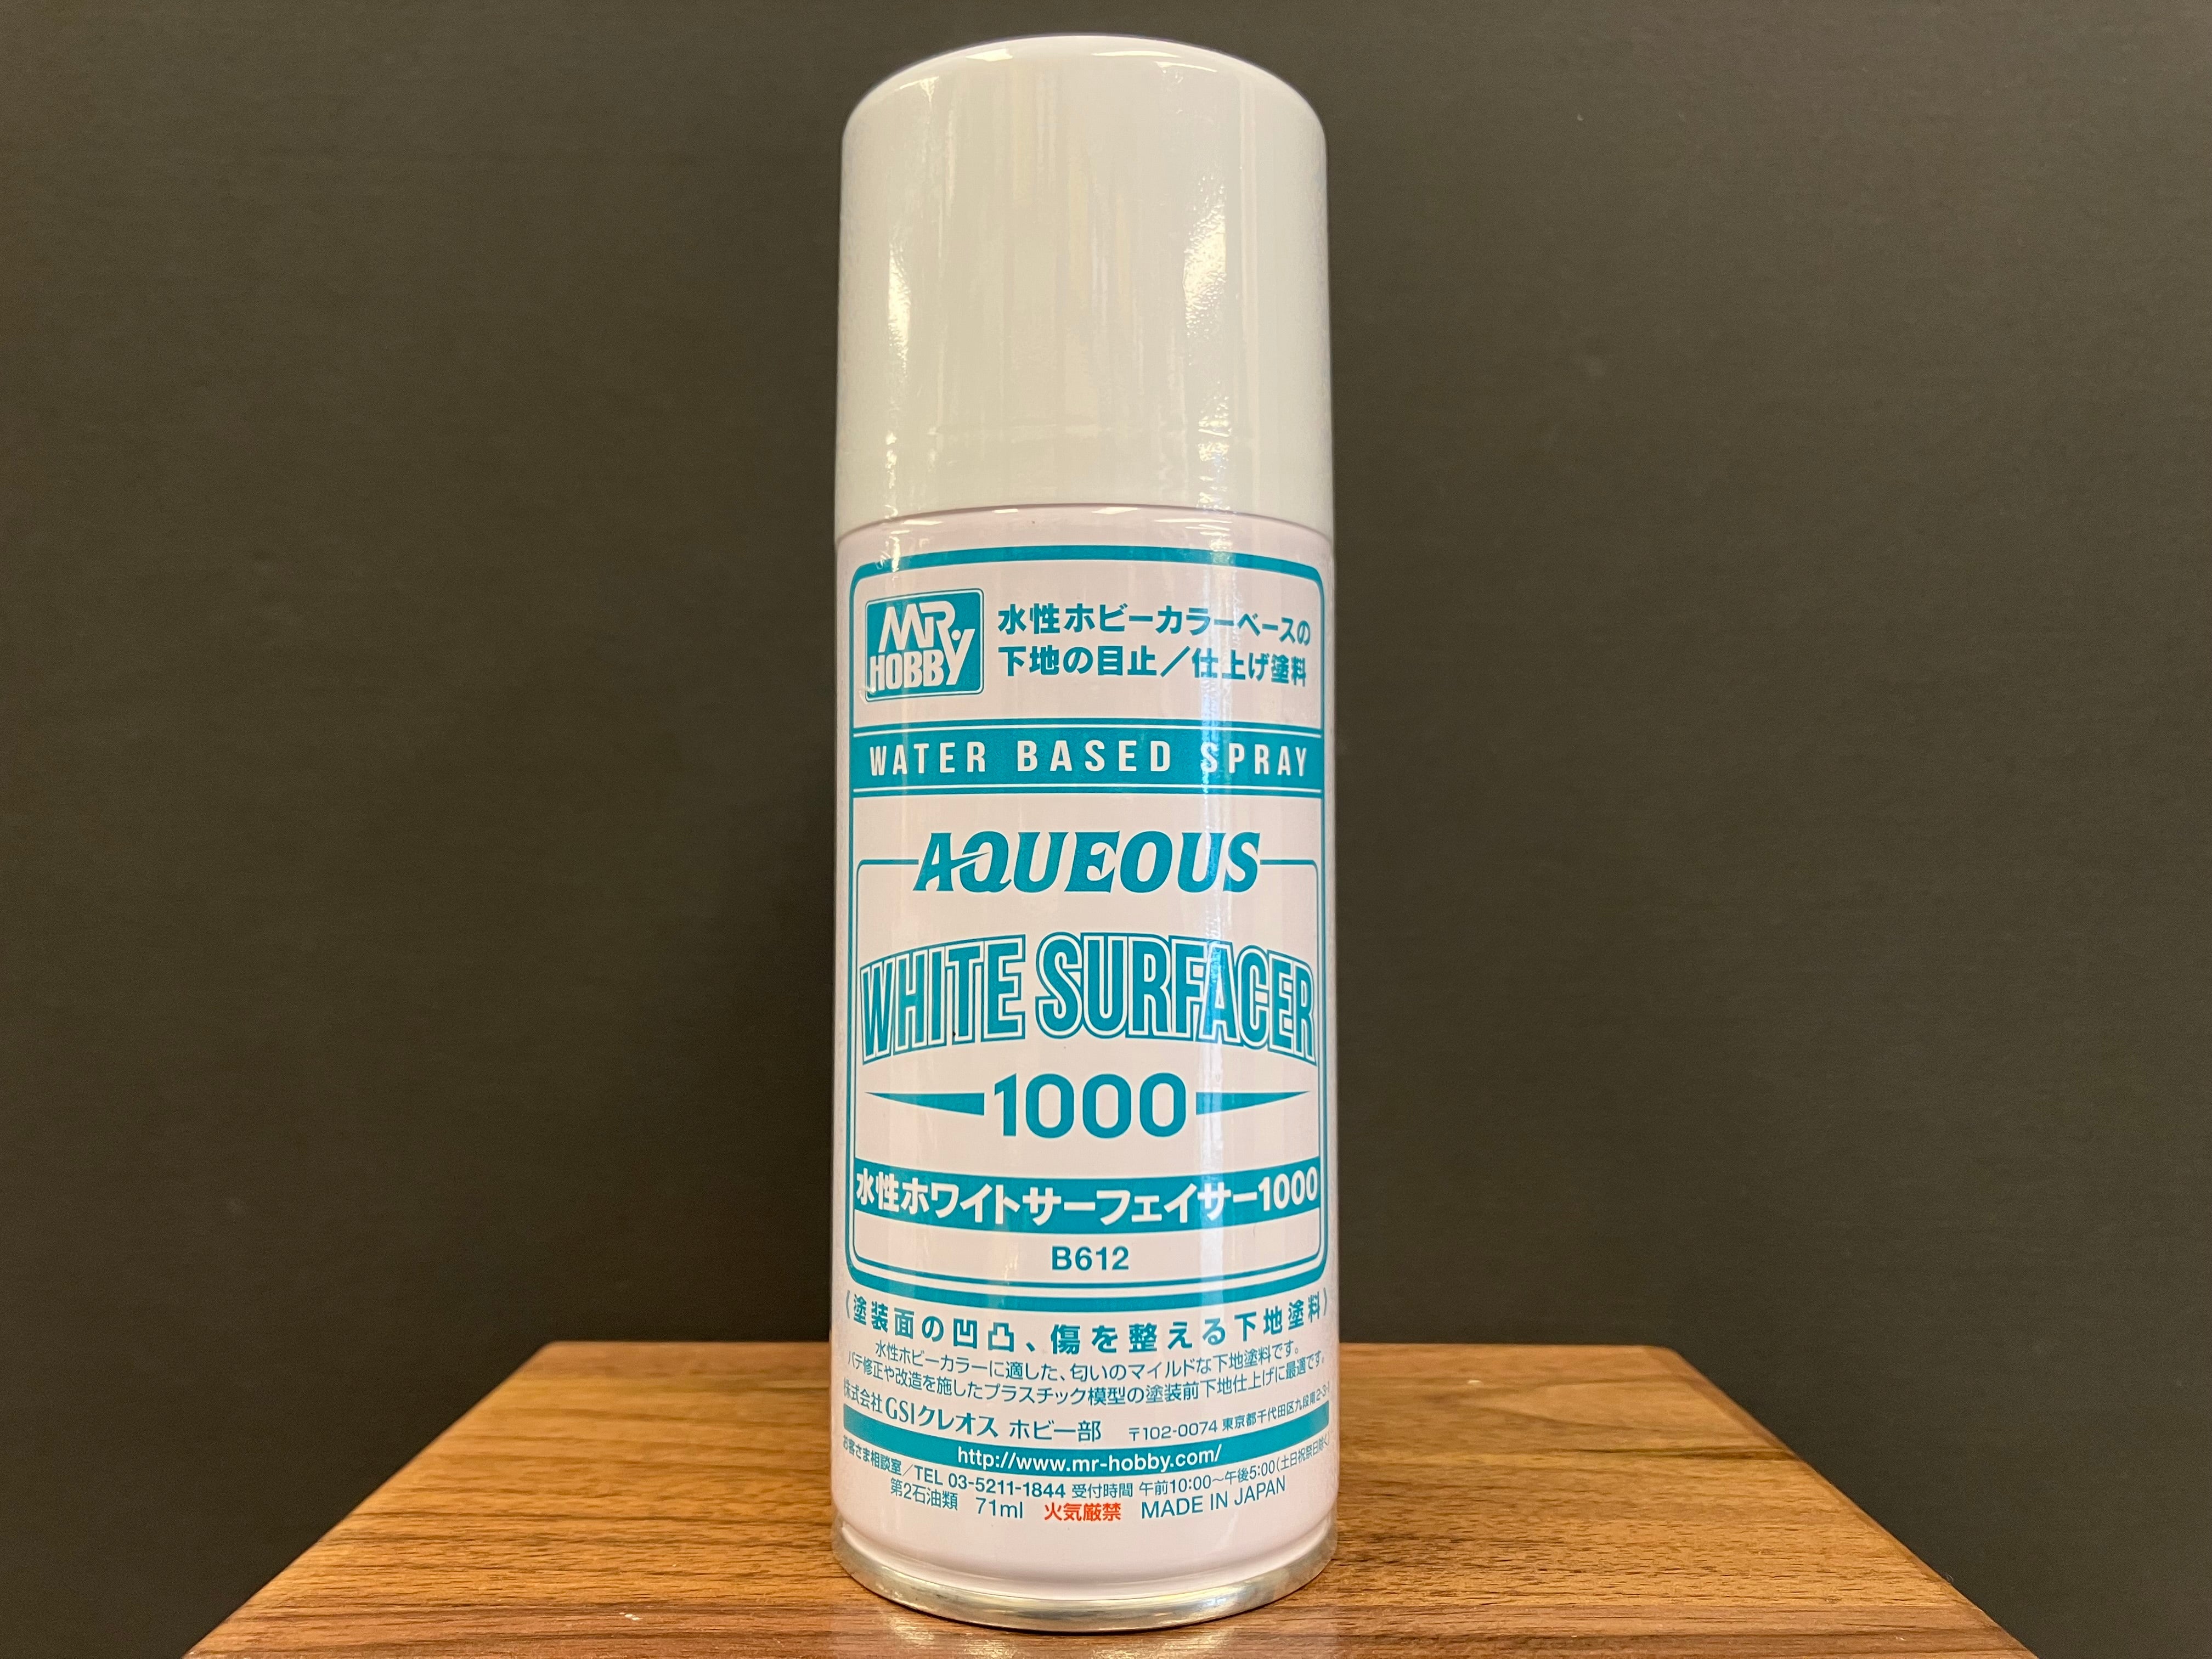 MR HOBBY
水性ホビーカラーベースの
下地の目止／仕上げ塗料
WATER BASED SPRAY
AQUEOUS
WHITE SURFACER
1000
水性ホワイトサーフェイサー1000
B612
《塗装面の凹凸、傷を整える下地塗料》
水性ホビーカラーに適した、匂いのマイルドな下地塗料です。
パテ修正や改造を施したプラスチック模型の塗装前下地仕上げに最適です。
株式会社GSIクレオス ホビー部 〒102-0074 東京都千代田区九段南2-3-1
http://www.mr-hobby.com/
お客さま相談室／TEL 03-5211-1844 受付時間 午前10:00〜午後5:00(土日祝祭日除く)
第2石油類 71ml 火気厳禁 MADE IN JAPAN